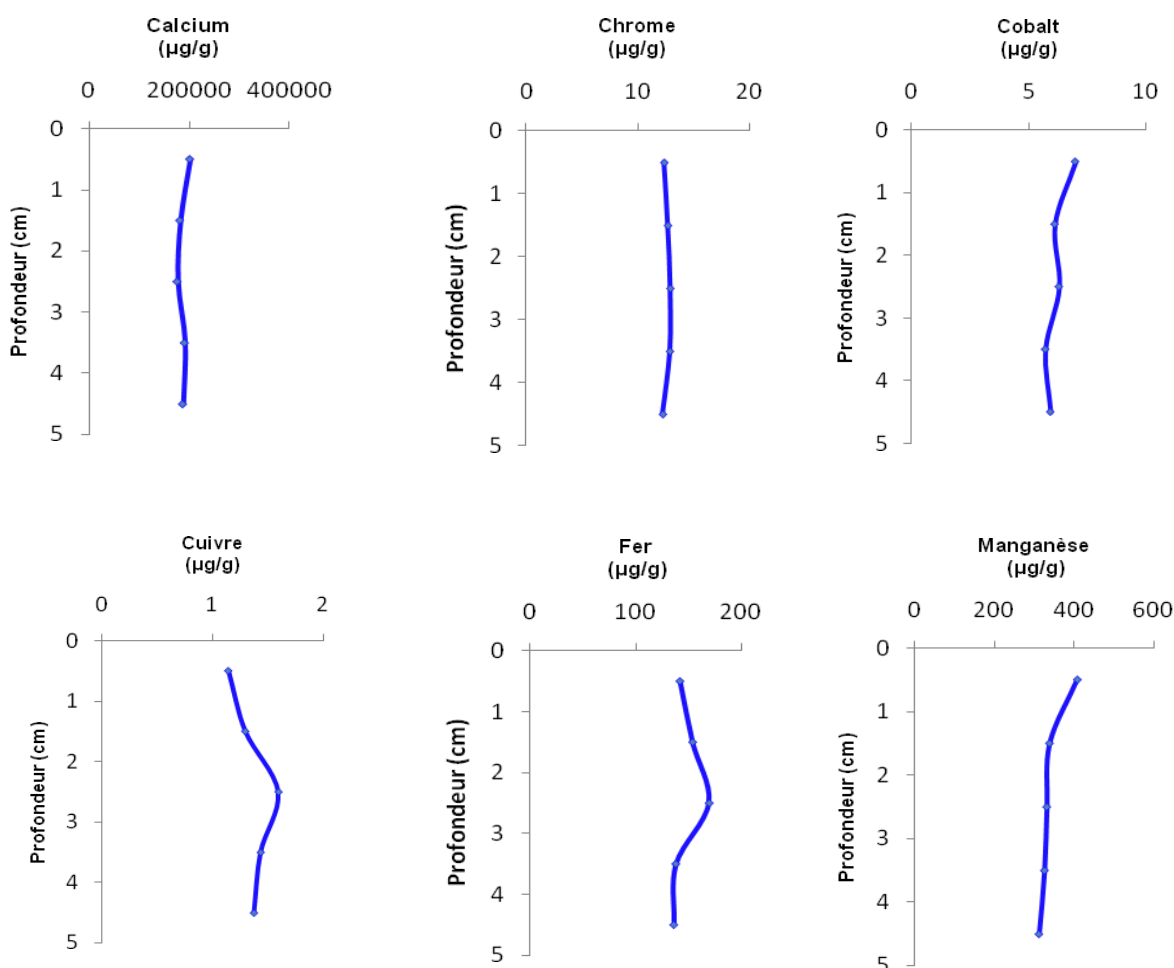 Calcium
(µg/g)
0 200000 400000
0
1
2
3
4
5
Profondeur (cm)
Chrome
(µg/g)
0 10 20
0
1
2
3
4
5
Profondeur (cm)
Cobalt
(µg/g)
0 5 10
0
1
2
3
4
5
Profondeur (cm)
Cuivre
(µg/g)
0 1 2
0
1
2
3
4
5
Profondeur (cm)
Fer
(µg/g)
0 100 200
0
1
2
3
4
5
Profondeur (cm)
Manganèse
(µg/g)
0 200 400 600
0
1
2
3
4
5
Profondeur (cm)